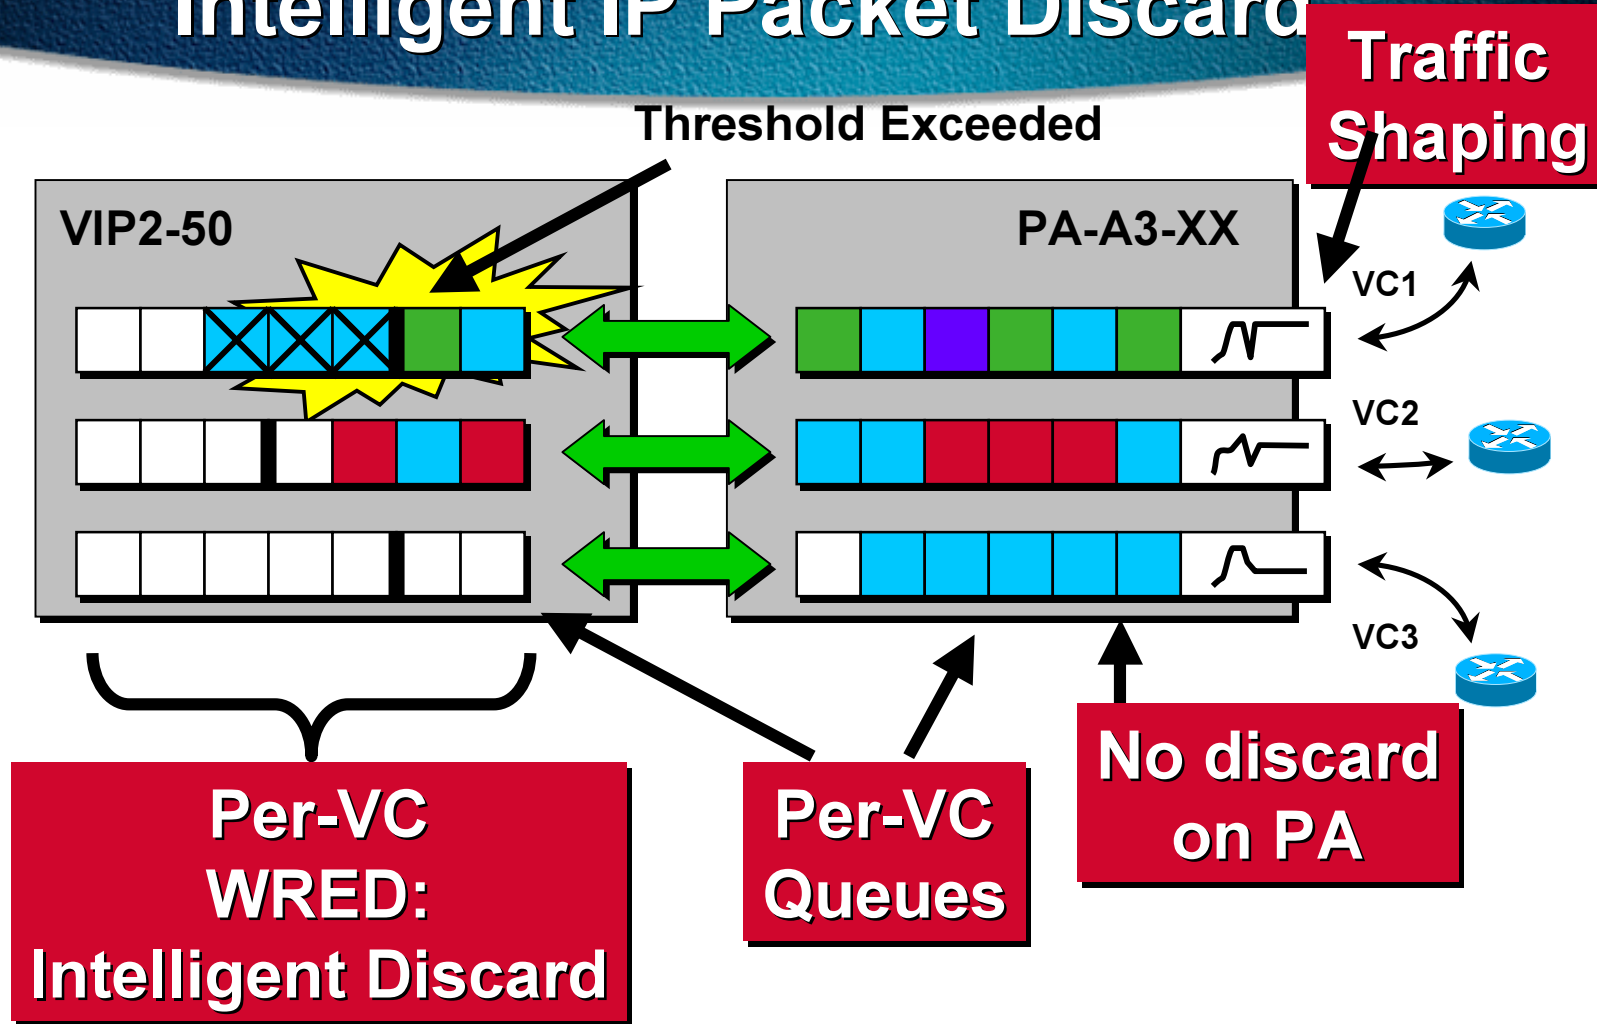 Intelligent IP Packet Discard
Traffic
Shaping
Threshold Exceeded
VIP2-50
PA-A3-XX
VC1
VC2
VC3
Per-VC
WRED:
Intelligent Discard
Per-VC
Queues
No discard
on PA